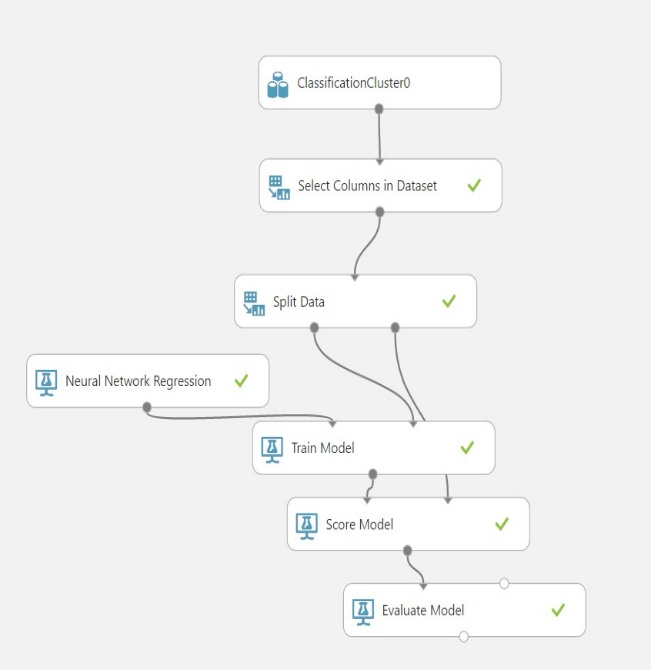 ClassificationCluster0
Select Columns in Dataset
Split Data
Neural Network Regression
Train Model
Score Model
Evaluate Model